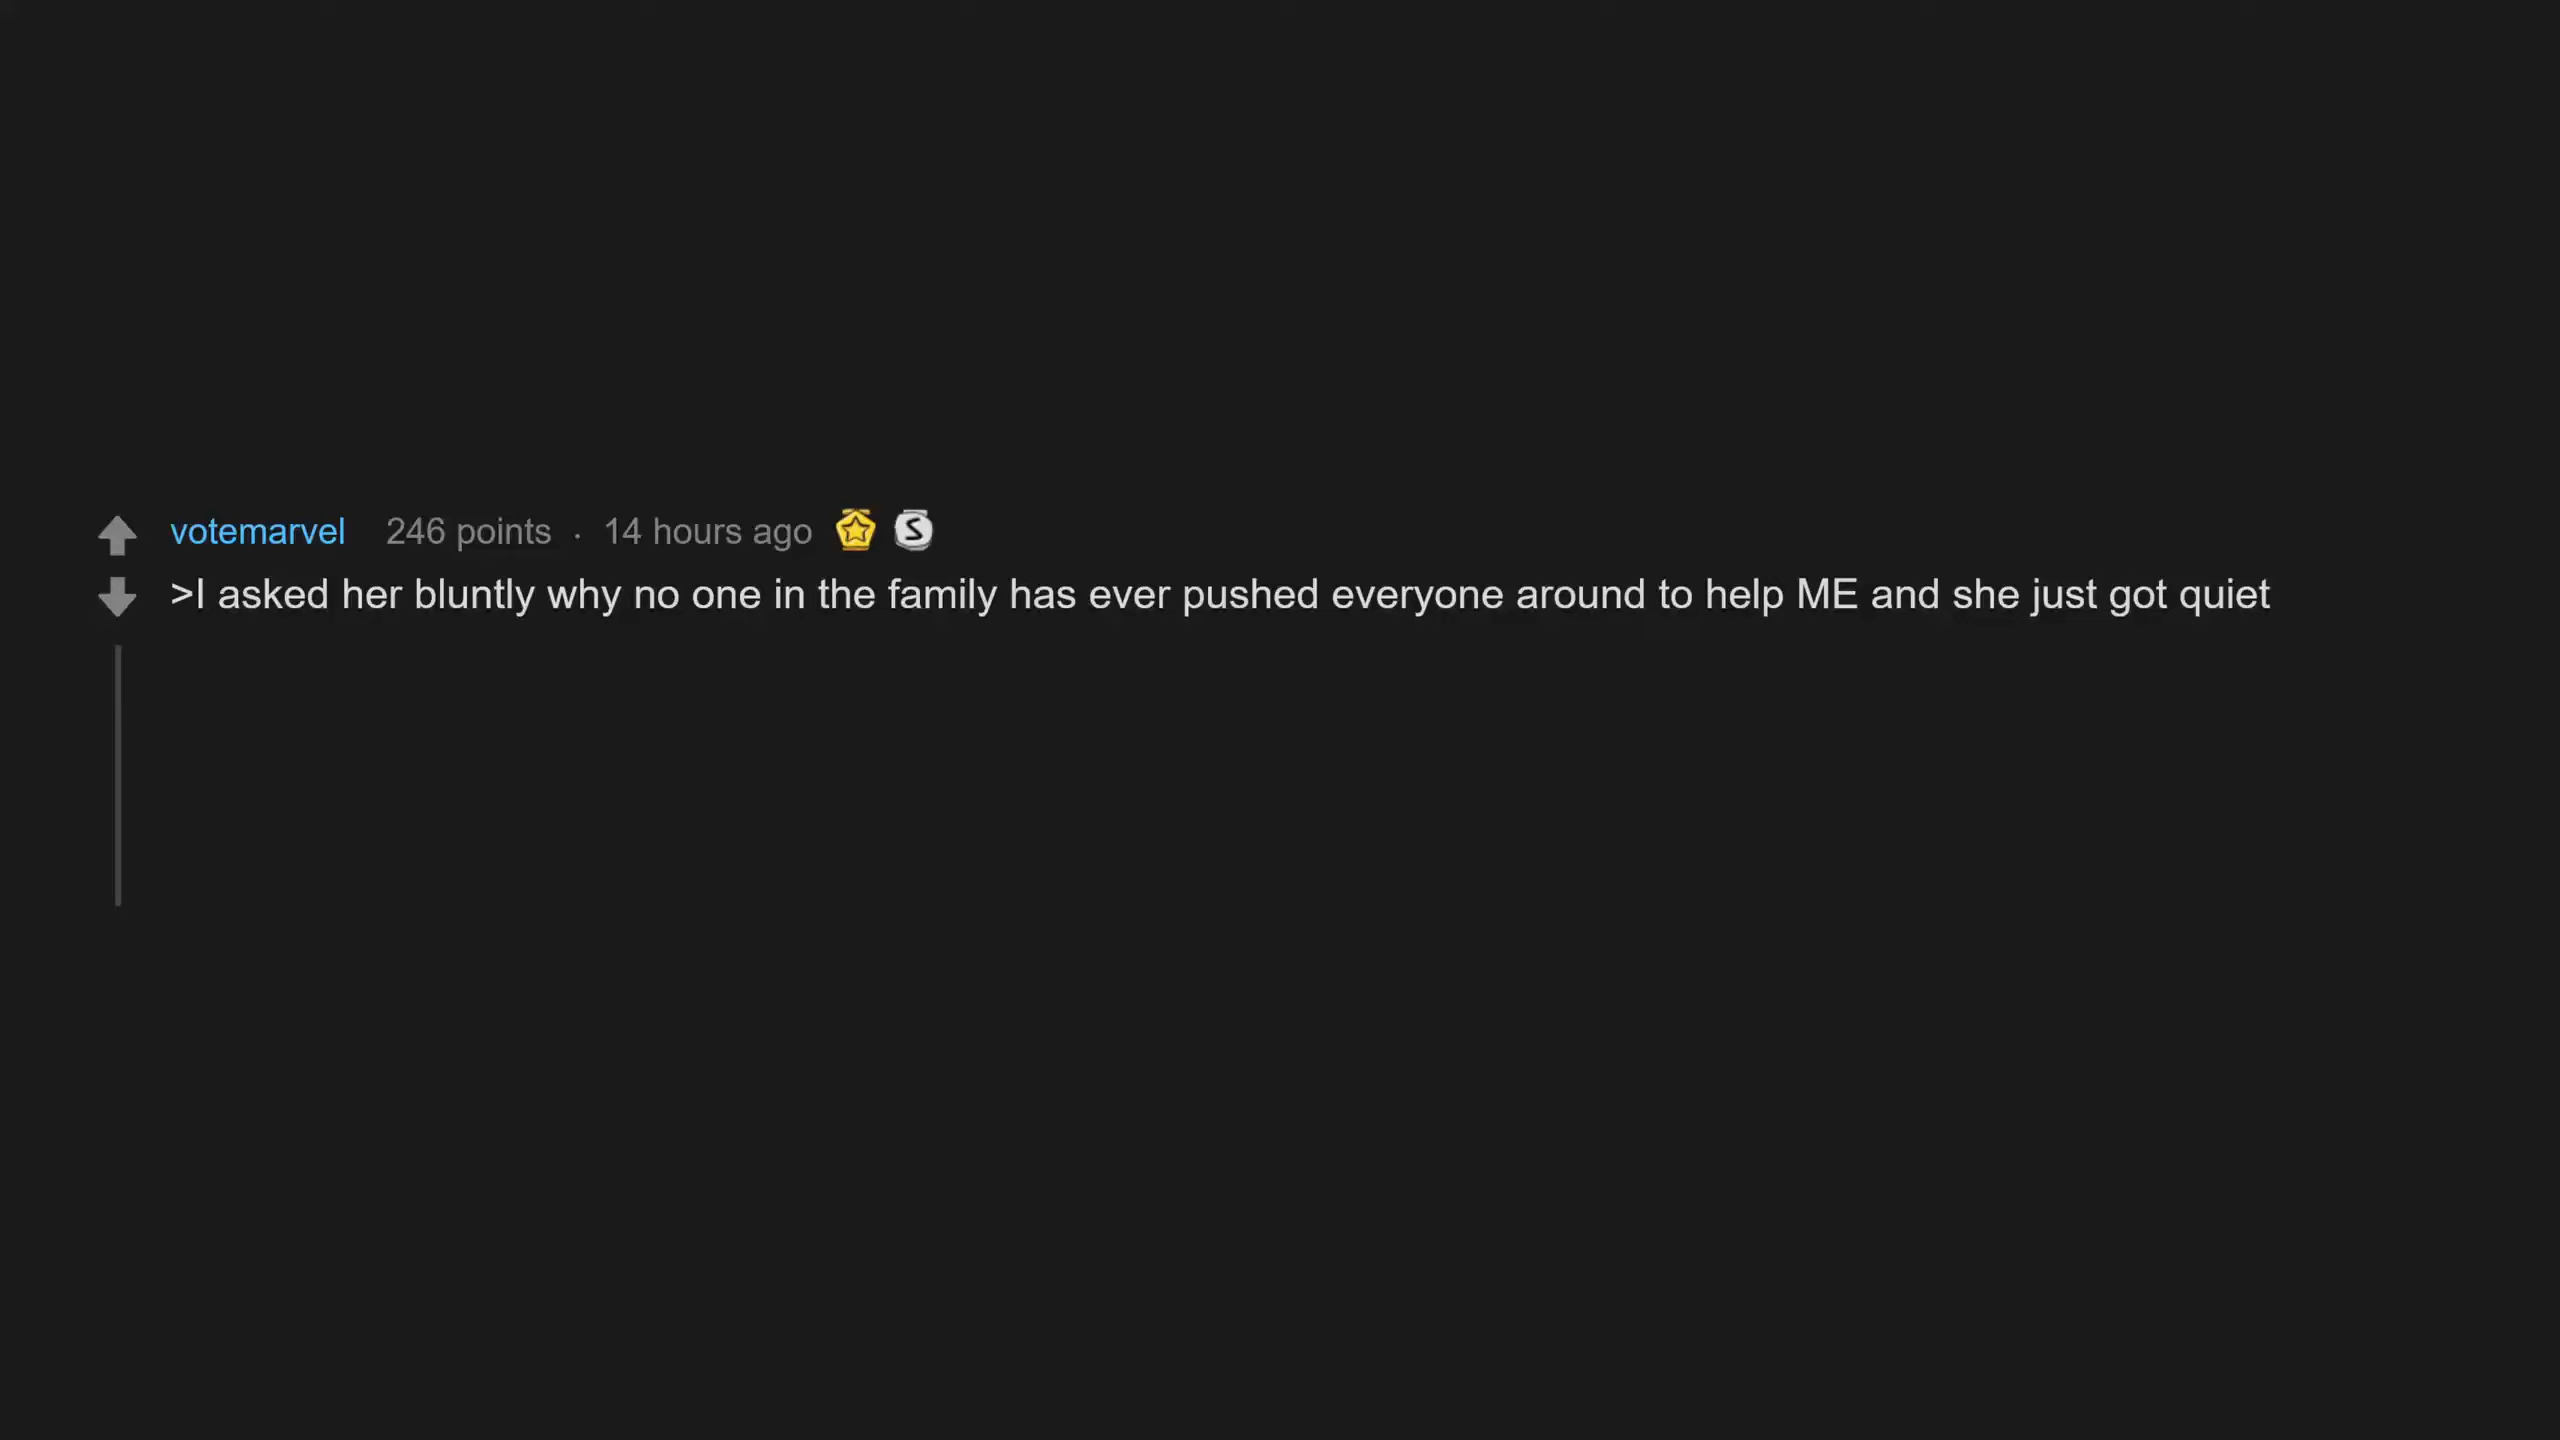 votemarvel 246 points · 14 hours ago
>I asked her bluntly why no one in the family has ever pushed everyone around to help ME and she just got quiet